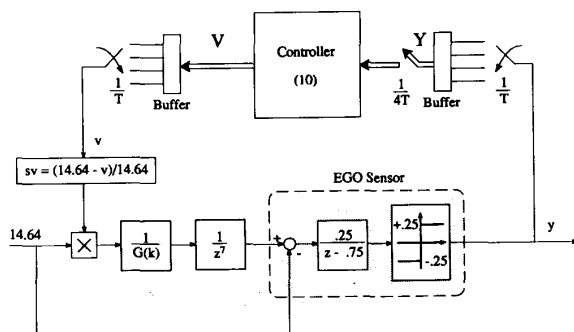 V
Controller
(10)
Y
1/T
Buffer
1/4T
Buffer
1/T
v
sv = (14.64 - v)/14.64
EGO Sensor
14.64
×
1/G(k)
1/z⁷
+
-
.25/z - .75
+.25
-.25
y